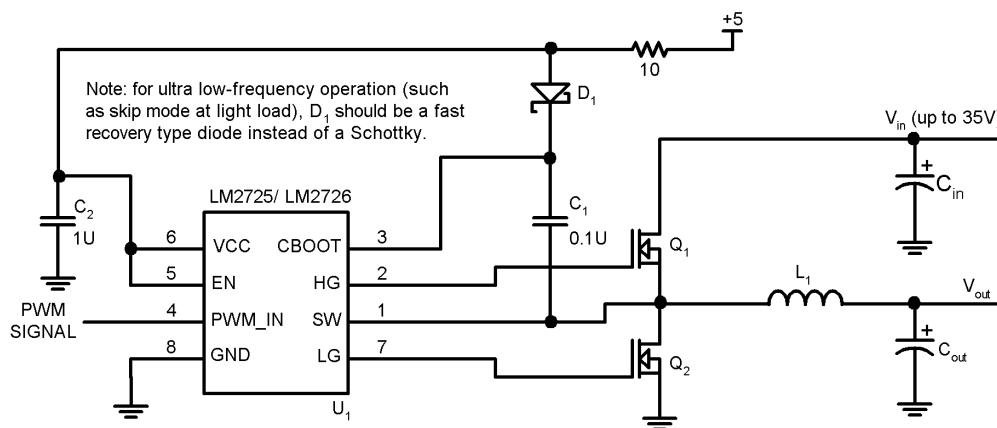 +5
10
Note: for ultra low-frequency operation (such
as skip mode at light load), D1 should be a fast
recovery type diode instead of a Schottky.
D1
Vin (up to 35V)
Cin
LM2725/ LM2726
C2
1U
C1
0.1U
6
VCC
CBOOT
3
5
EN
HG
2
Q1
PWM
SIGNAL
4
PWM_IN
SW
1
L1
Vout
8
GND
LG
7
Q2
Cout
U1